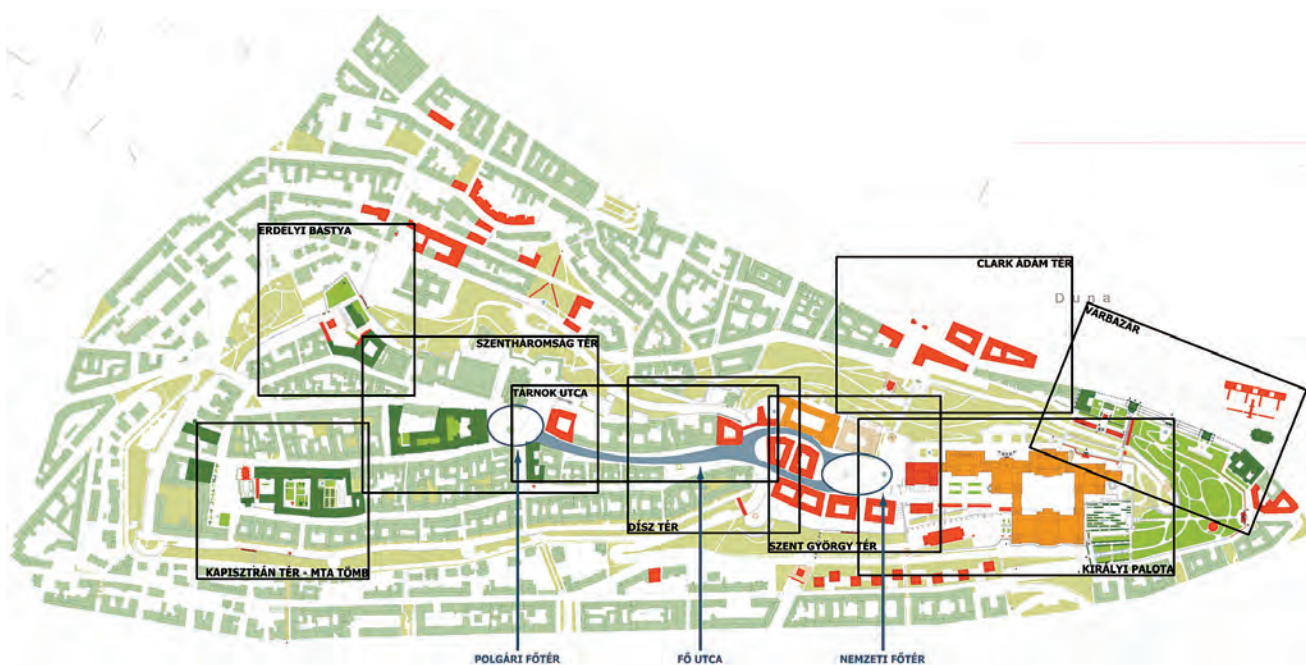 ERDÉLYI BÁSTYA
CLARK ÁDÁM TÉR
Duna
VÁRBAZÁR
SZENTHÁROMSÁG TÉR
TÁRNOK UTCA
DÍSZ TÉR
SZENT GYÖRGY TÉR
KAPISZTRÁN TÉR - MTA TÖMB
KIRÁLYI PALOTA
POLGÁRI FŐTÉR
FŐ UTCA
NEMZETI FŐTÉR